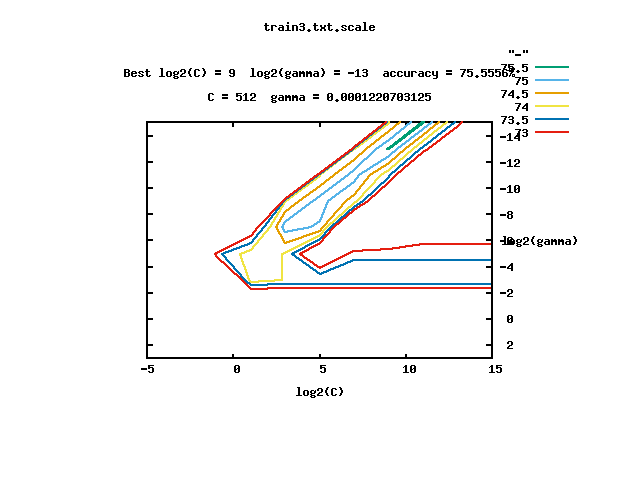 train3.txt.scale
"-"
Best log2(C) = 9 log2(gamma) = -13 accuracy = 75.5556%
75.5
75
C = 512 gamma = 0.0001220703125
74.5
74
73.5
73
-14
-12
-10
-8
-6
log2(gamma)
-4
-2
0
2
-5 0 5 10 15
log2(C)